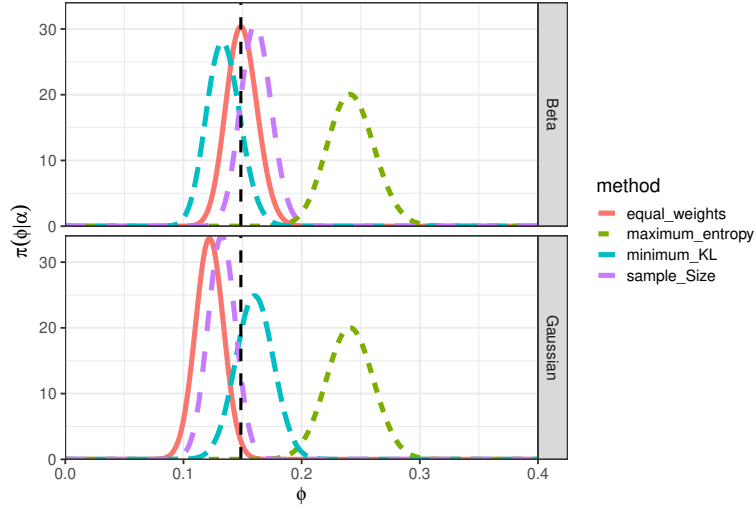 30
20
10
0
Beta
30
20
10
0
Gaussian
π(ϕ|α)
0.0 0.1 0.2 0.3 0.4
ϕ
method
equal_weights
maximum_entropy
minimum_KL
sample_Size